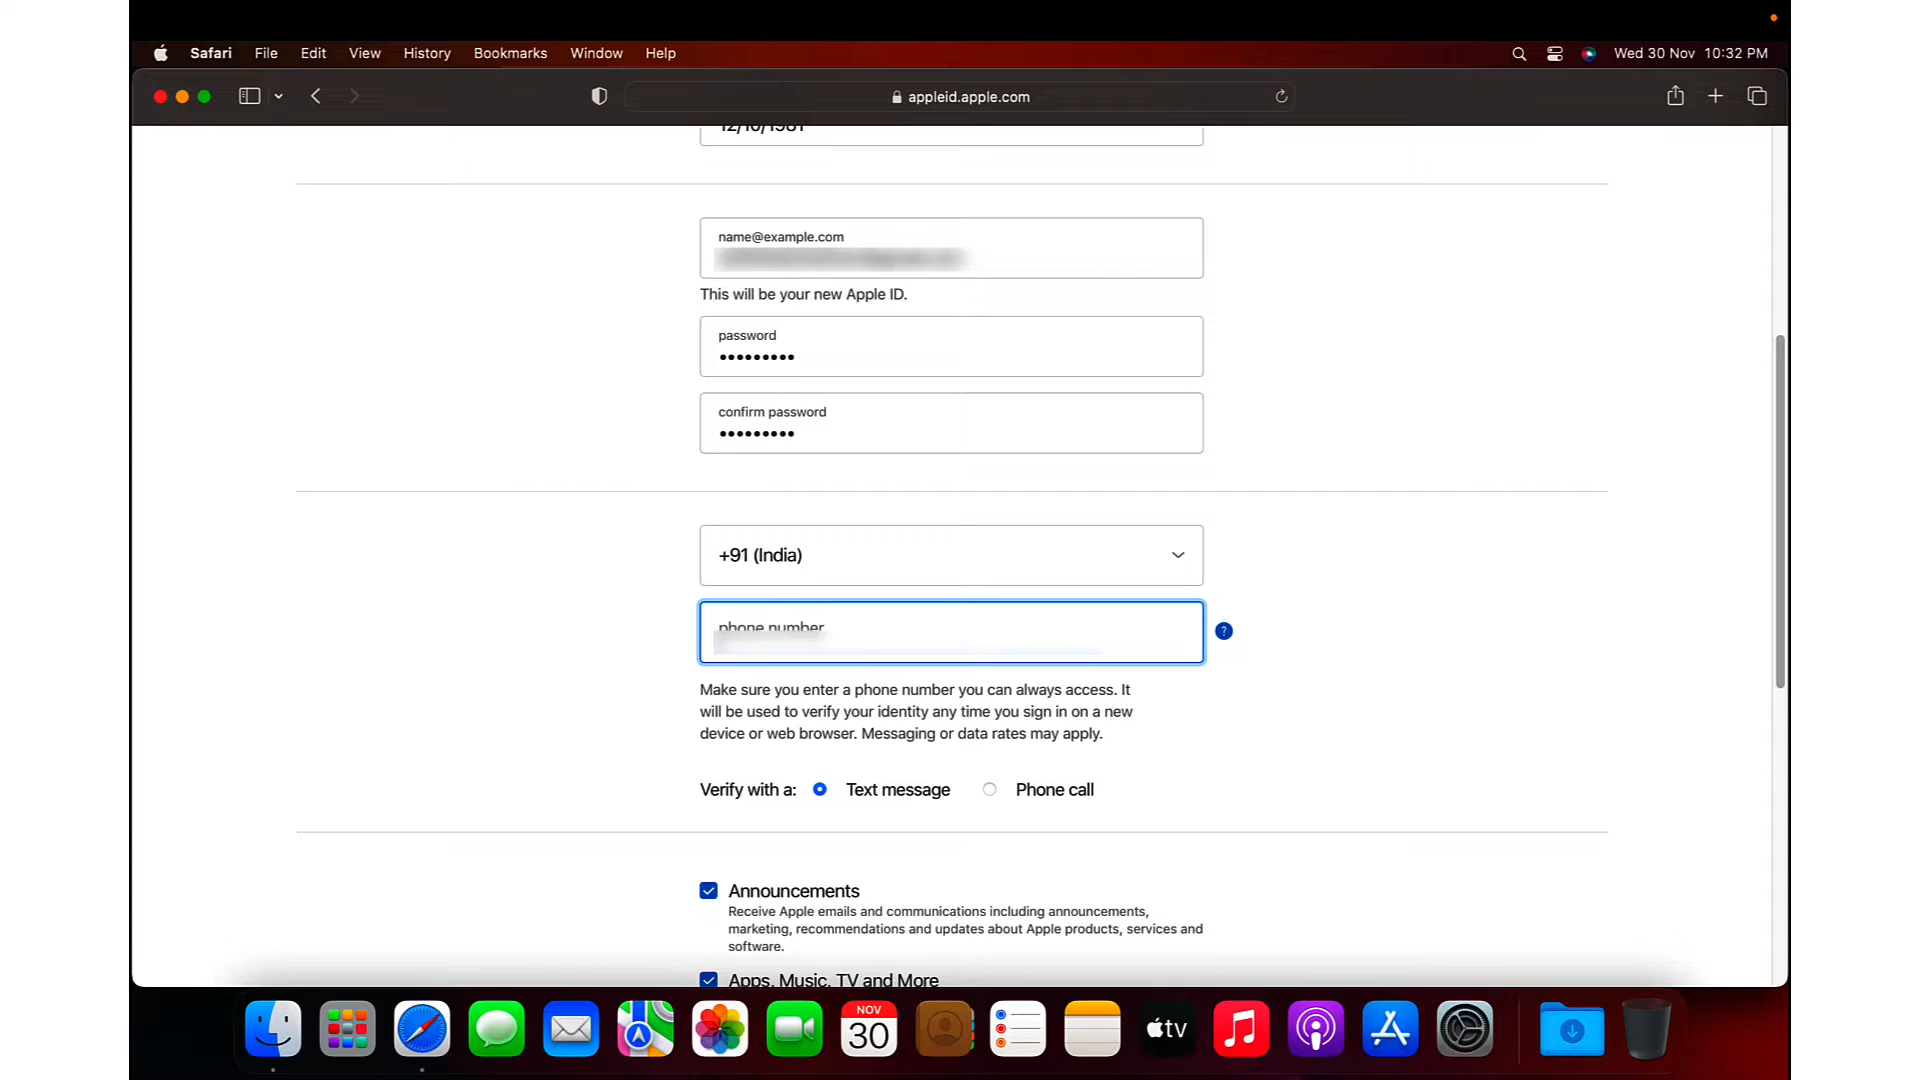 Safari File Edit View History Bookmarks Window Help Wed 30 Nov 10:32 PM
appleid.apple.com
12/10/1981
name@example.com
This will be your new Apple ID.
password
•••••••••
confirm password
•••••••••
+91 (India)
phone number
?
Make sure you enter a phone number you can always access. It
will be used to verify your identity any time you sign in on a new
device or web browser. Messaging or data rates may apply.
Verify with a: Text message Phone call
Announcements
Receive Apple emails and communications including announcements,
marketing, recommendations and updates about Apple products, services and
software.
Apps, Music, TV and More
NOV
30
tv